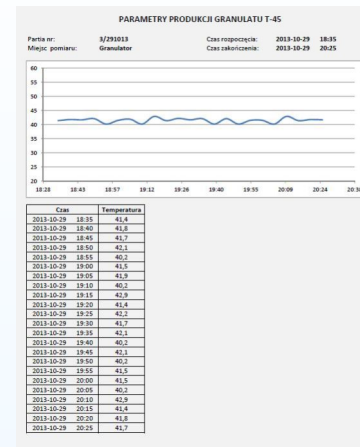 PARAMETRY PRODUKCJI GRANULATU T-45
Partia nr: 3/291013 Czas rozpoczęcia: 2013-10-29 18:35
Miejsc pomiaru: Granulator Czas zakończenia: 2013-10-29 20:25
60
55
50
45
40
35
30
25
20
18:28 18:43 18:57 19:12 19:26 19:40 19:55 20:09 20:24 20:38
Czas Temperatura
2013-10-29 18:35 41,4
2013-10-29 18:40 41,8
2013-10-29 18:45 41,7
2013-10-29 18:50 42,1
2013-10-29 18:55 40,2
2013-10-29 19:00 41,5
2013-10-29 19:05 41,9
2013-10-29 19:10 40,2
2013-10-29 19:15 42,9
2013-10-29 19:20 41,4
2013-10-29 19:25 42,2
2013-10-29 19:30 41,7
2013-10-29 19:35 42,1
2013-10-29 19:40 40,2
2013-10-29 19:45 42,1
2013-10-29 19:50 40,2
2013-10-29 19:55 41,5
2013-10-29 20:00 41,5
2013-10-29 20:05 40,2
2013-10-29 20:10 42,9
2013-10-29 20:15 41,4
2013-10-29 20:20 41,8
2013-10-29 20:25 41,7